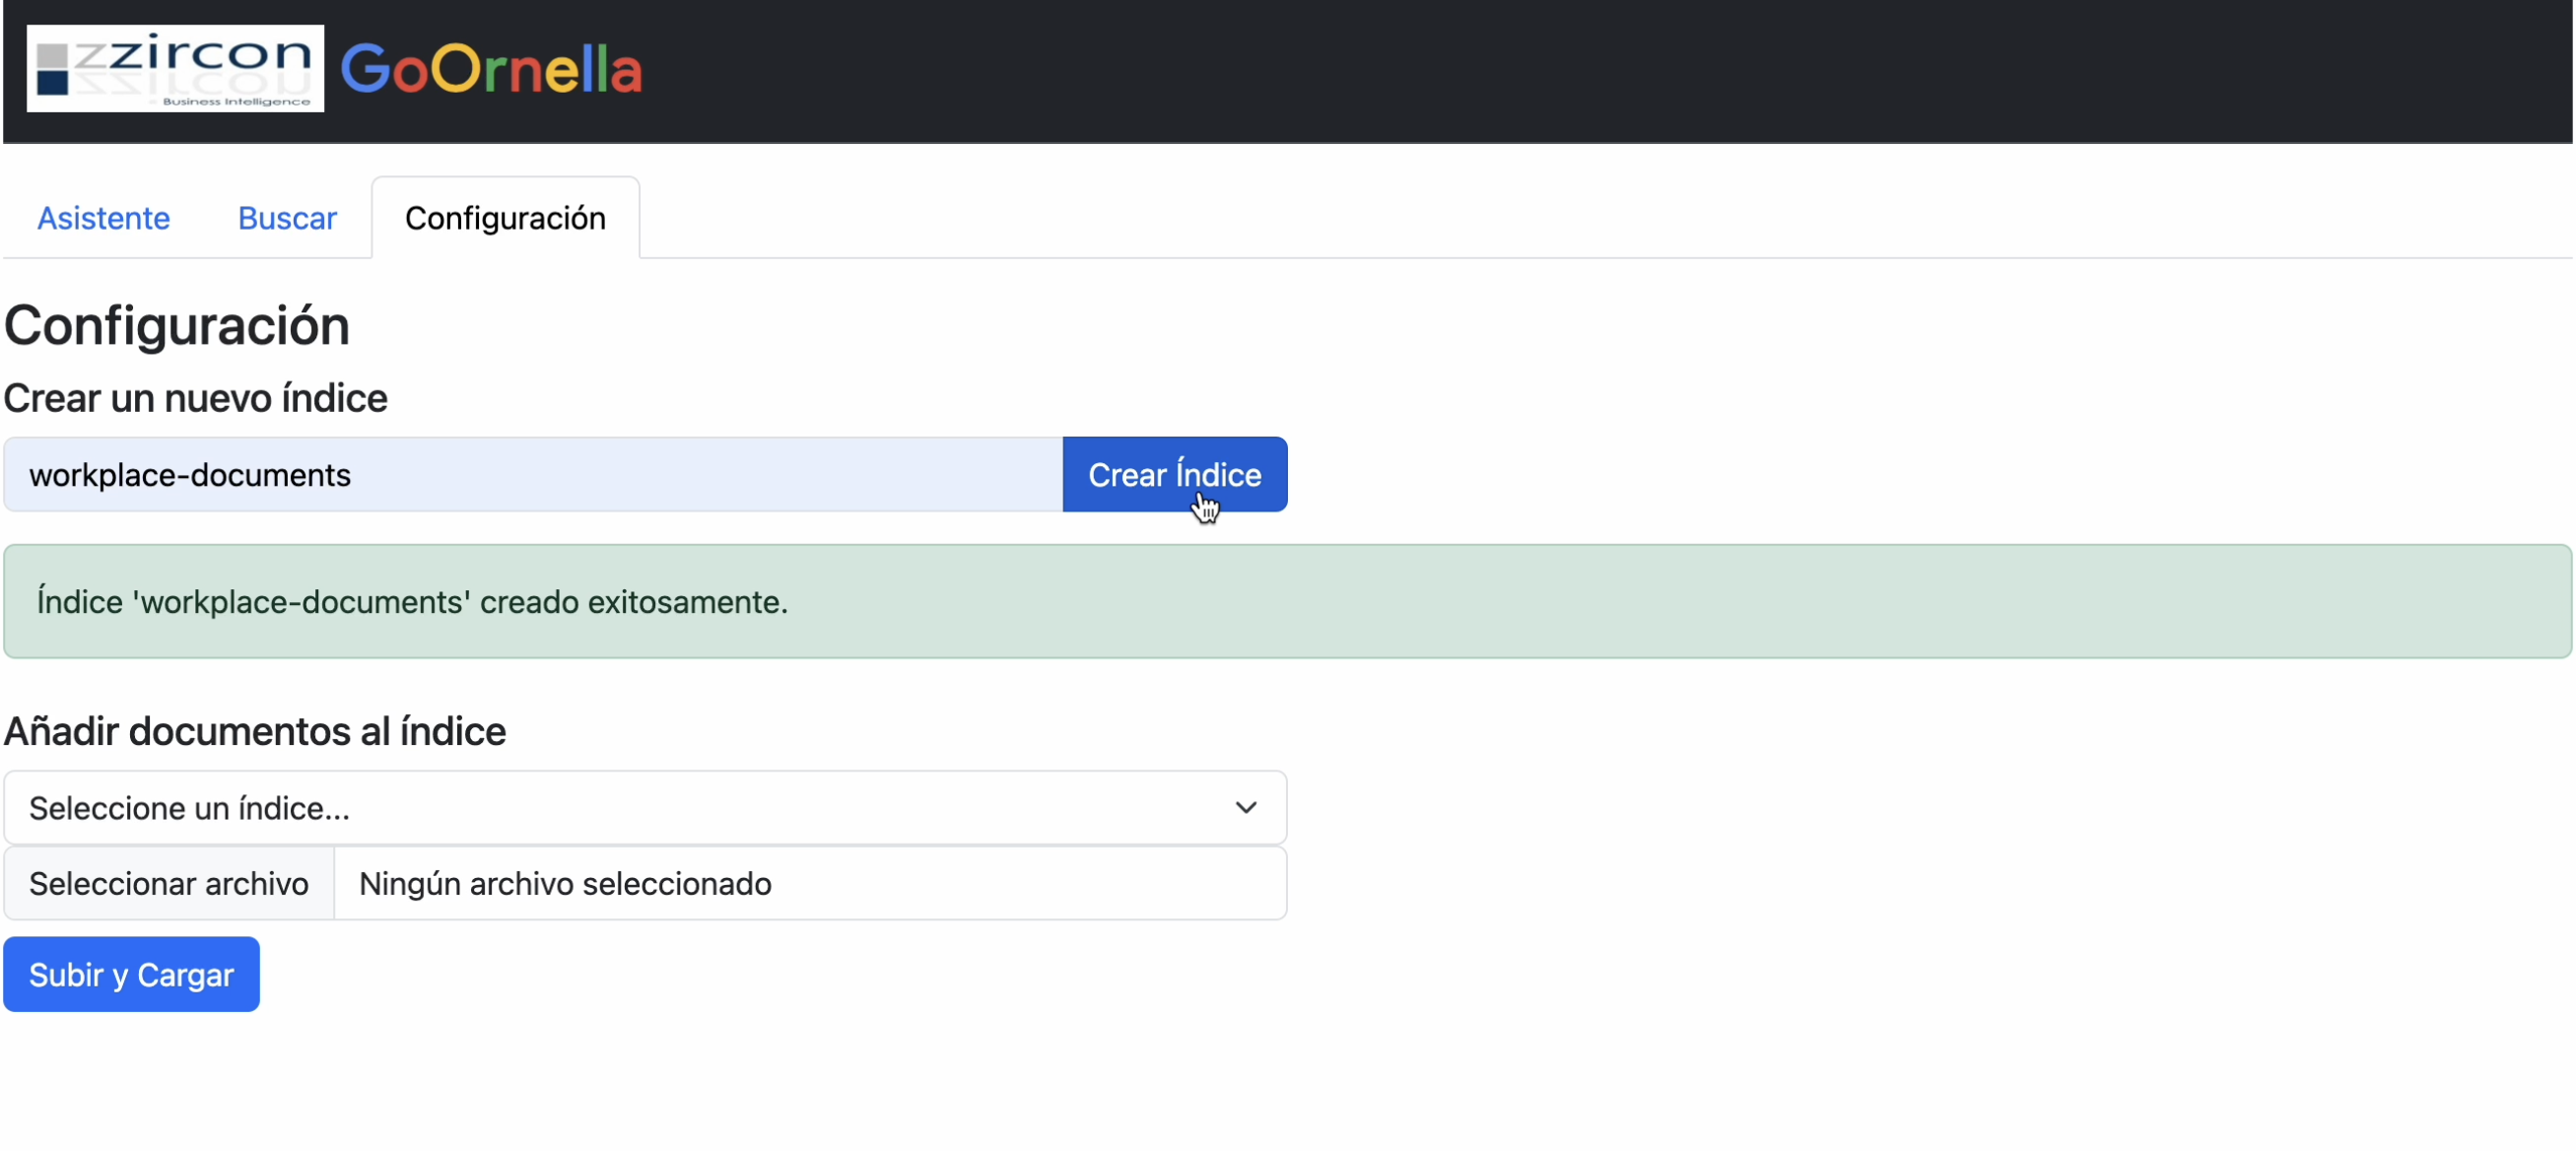 zzircon
Business Intelligence
GoOrnella
Asistente
Buscar
Configuración
Configuración
Crear un nuevo índice
workplace-documents
Crear Índice
Índice 'workplace-documents' creado exitosamente.
Añadir documentos al índice
Seleccione un índice...
Seleccionar archivo
Ningún archivo seleccionado
Subir y Cargar